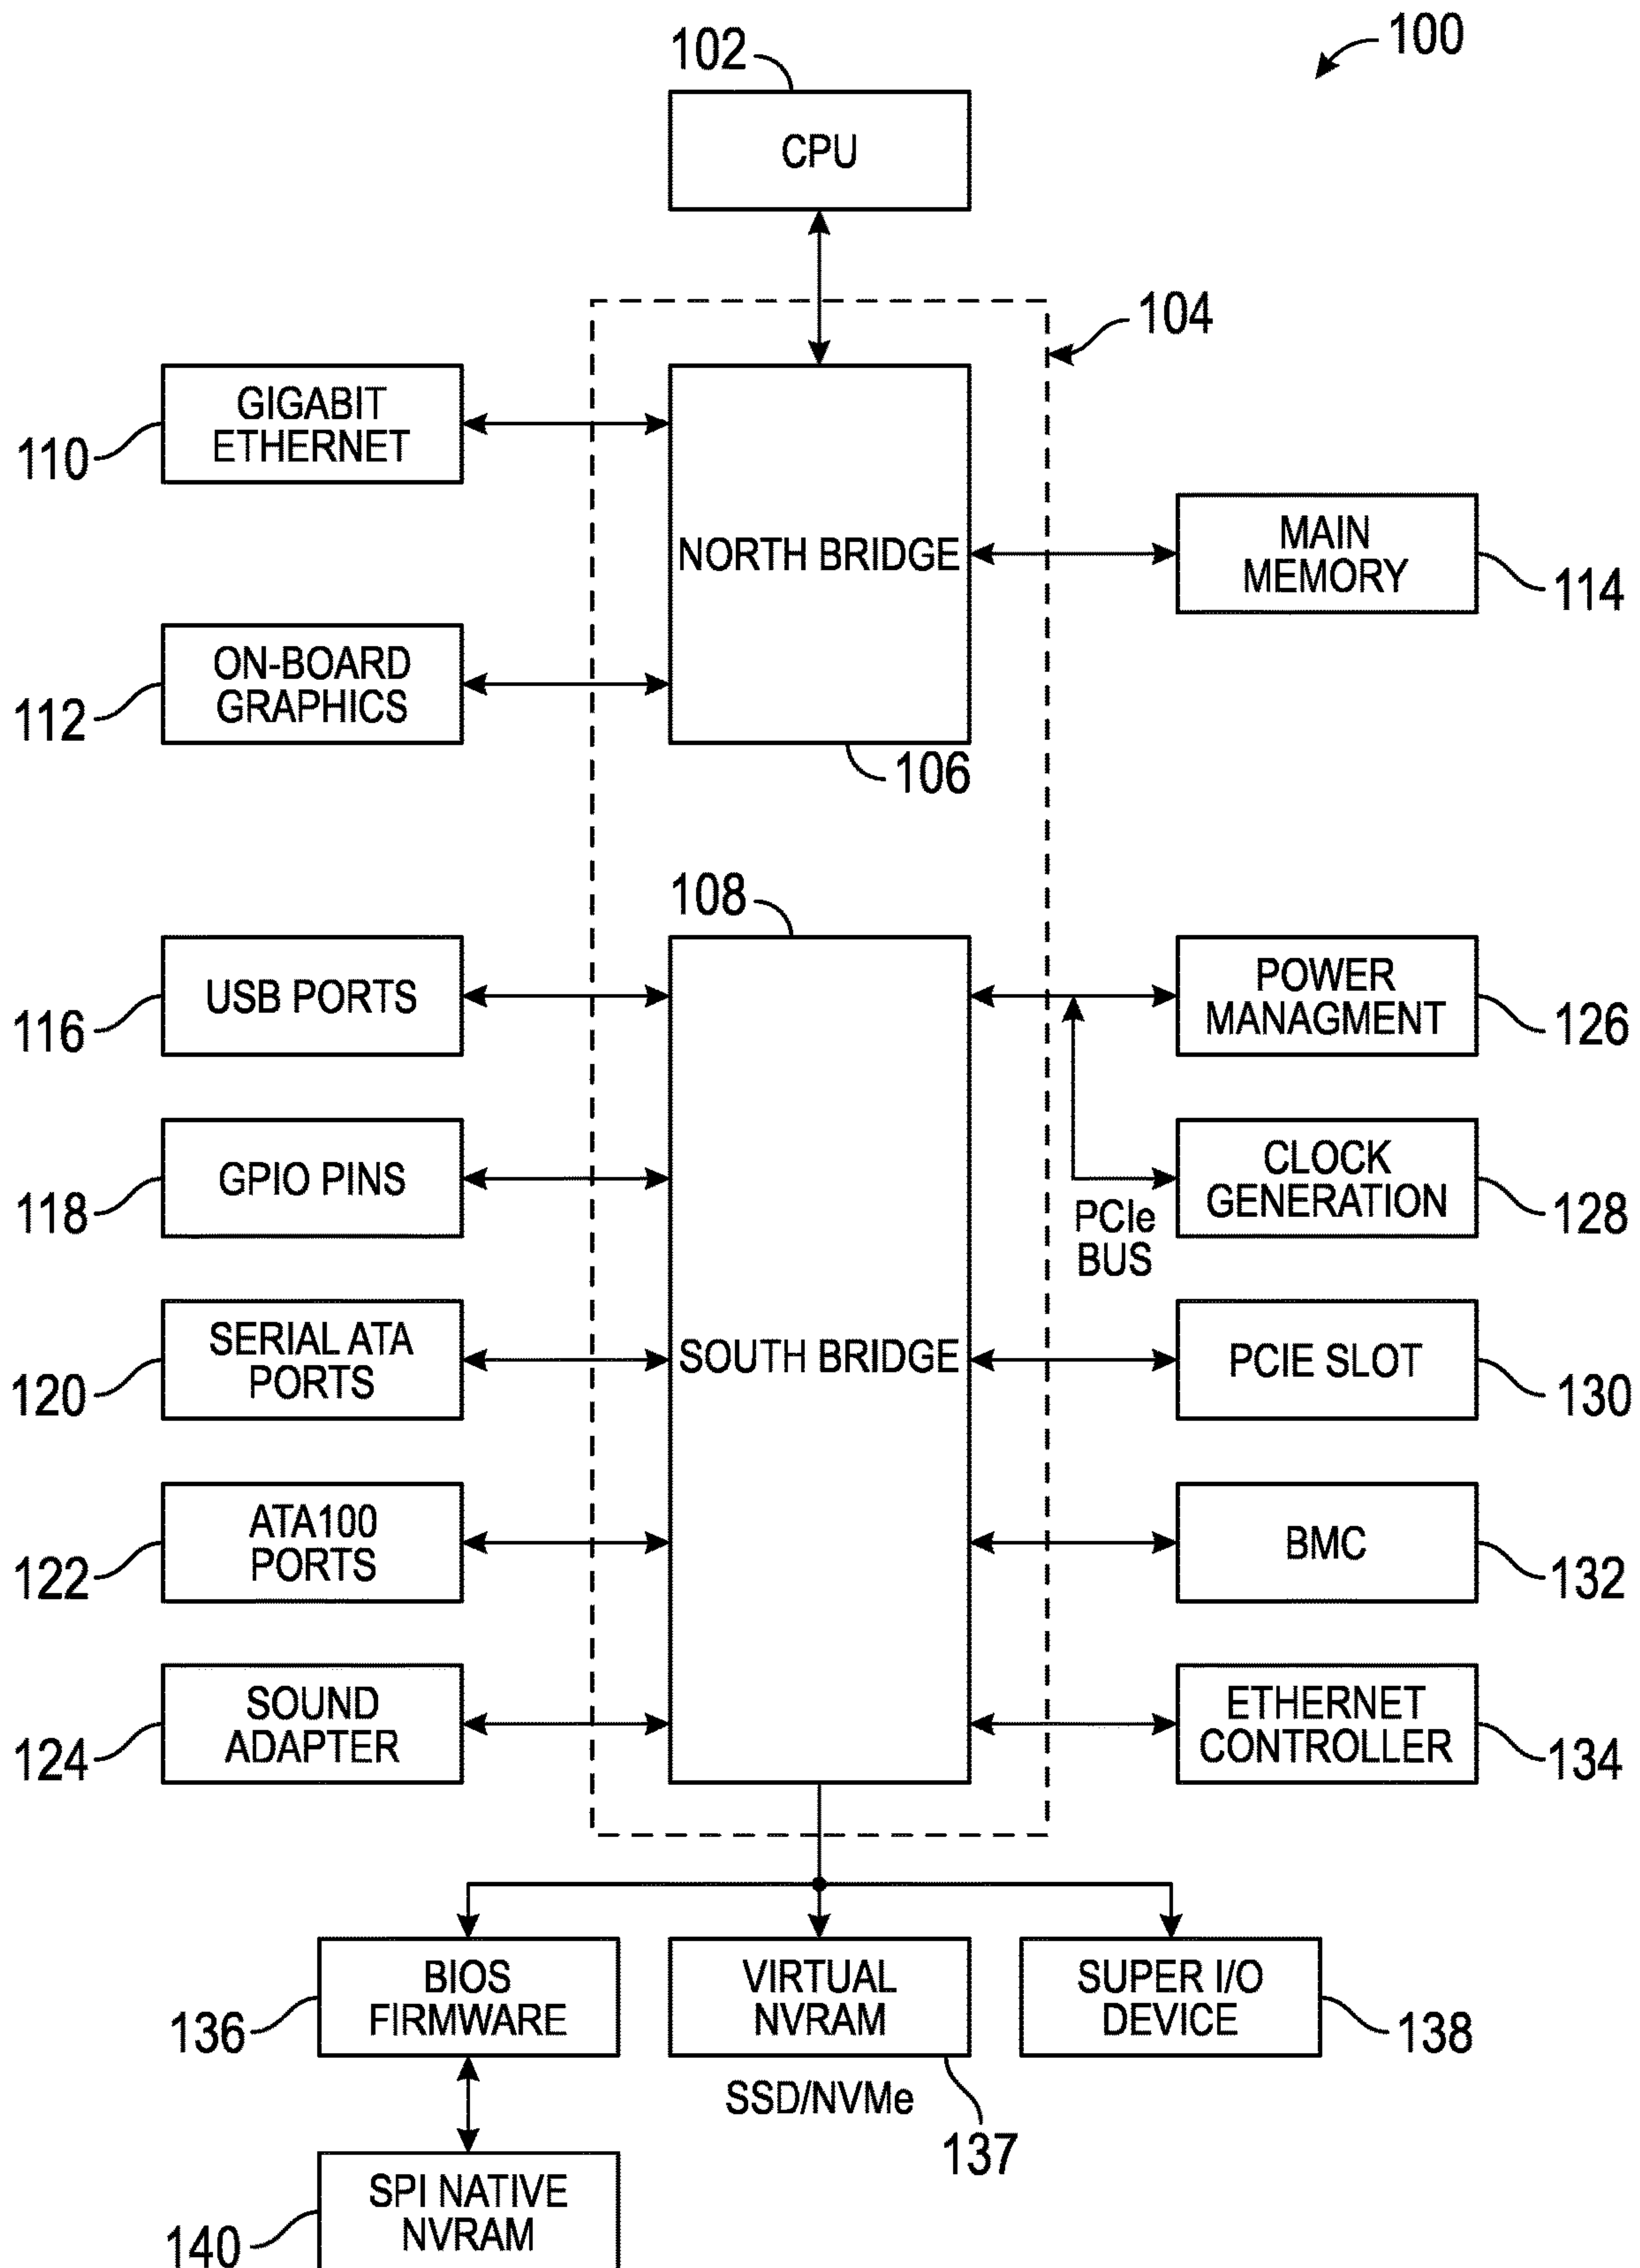 100
102
CPU
104
GIGABIT
ETHERNET
110
NORTH BRIDGE
MAIN
MEMORY
114
ON-BOARD
GRAPHICS
112
106
108
USB PORTS
116
POWER
MANAGMENT
126
GPIO PINS
118
CLOCK
GENERATION
128
PCIe
BUS
SERIAL ATA
PORTS
120
SOUTH BRIDGE
PCIE SLOT
130
ATA100
PORTS
122
BMC
132
SOUND
ADAPTER
124
ETHERNET
CONTROLLER
134
BIOS
FIRMWARE
136
VIRTUAL
NVRAM
SUPER I/O
DEVICE
138
SSD/NVMe
137
SPI NATIVE
NVRAM
140